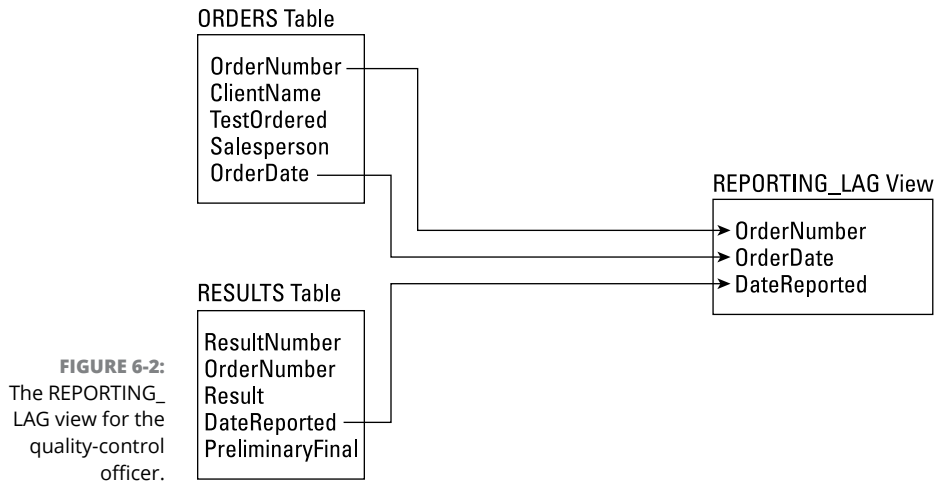 ORDERS Table
OrderNumber
ClientName
TestOrdered
Salesperson
OrderDate
REPORTING_LAG View
OrderNumber
OrderDate
DateReported
RESULTS Table
ResultNumber
OrderNumber
Result
DateReported
PreliminaryFinal
FIGURE 6-2:
The REPORTING_
LAG view for the
quality-control
officer.